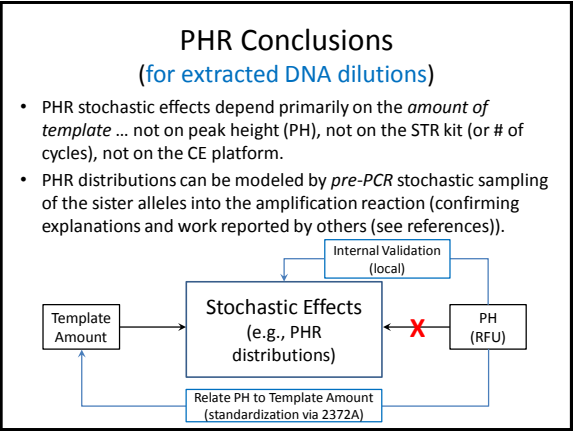 PHR Conclusions
(for extracted DNA dilutions)
• PHR stochastic effects depend primarily on the amount of
template … not on peak height (PH), not on the STR kit (or # of
cycles), not on the CE platform.
• PHR distributions can be modeled by pre-PCR stochastic sampling
of the sister alleles into the amplification reaction (confirming
explanations and work reported by others (see references)).
Internal Validation
(local)
Template
Amount
Stochastic Effects
(e.g., PHR
distributions)
X
PH
(RFU)
Relate PH to Template Amount
(standardization via 2372A)